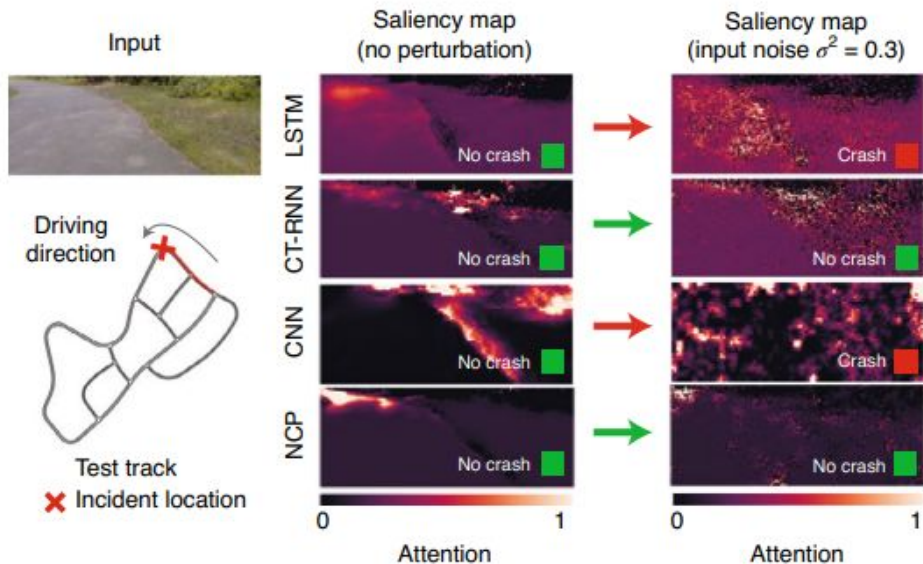 Input
Saliency map
(no perturbation)
Saliency map
(input noise σ² = 0.3)
LSTM
No crash
Crash
Driving
direction
CT-RNN
No crash
No crash
CNN
No crash
Crash
NCP
No crash
No crash
Test track
Incident location
0
1
0
1
Attention
Attention